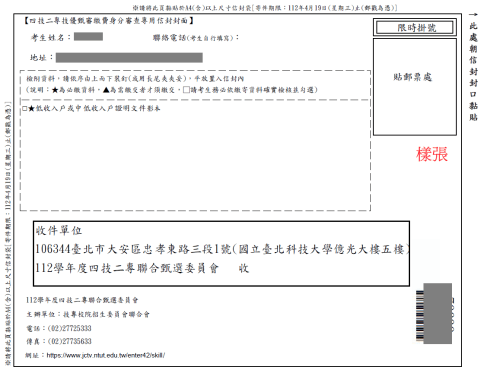 ※請將此頁黏貼於A4(含)以上尺寸信封袋[寄件期限:112年4月19日(星期三)止(郵戳為憑)]
【四技二專技優甄審繳費身分審查專用信封封面】
考生姓名:
聯絡電話(考生自行填寫):
地址:
限時掛號
貼郵票處
→此處朝信封封口黏貼
檢附資料,請依序由上而下裝釘(或用長尾夾夾妥),平放置入信封內
(說明:★為必繳資料,▲為需繳交者才須繳交,□請考生務必依繳寄資料確實檢核並勾選)
□★低收入戶或中低收入戶證明文件影本
樣張
收件單位
106344臺北市大安區忠孝東路三段1號(國立臺北科技大學億光大樓五樓)
112學年度四技二專聯合甄選委員會 收
112學年度四技二專聯合甄選委員會
主辦單位:技專校院招生委員會聯合會
電話:(02)27725333
傳真:(02)27735633
網址:https://www.jctv.ntut.edu.tw/enter42/skill/
※請將此頁黏貼於A4(含)以上尺寸信封袋[寄件期限:112年4月19日(星期三)止(郵戳為憑)]